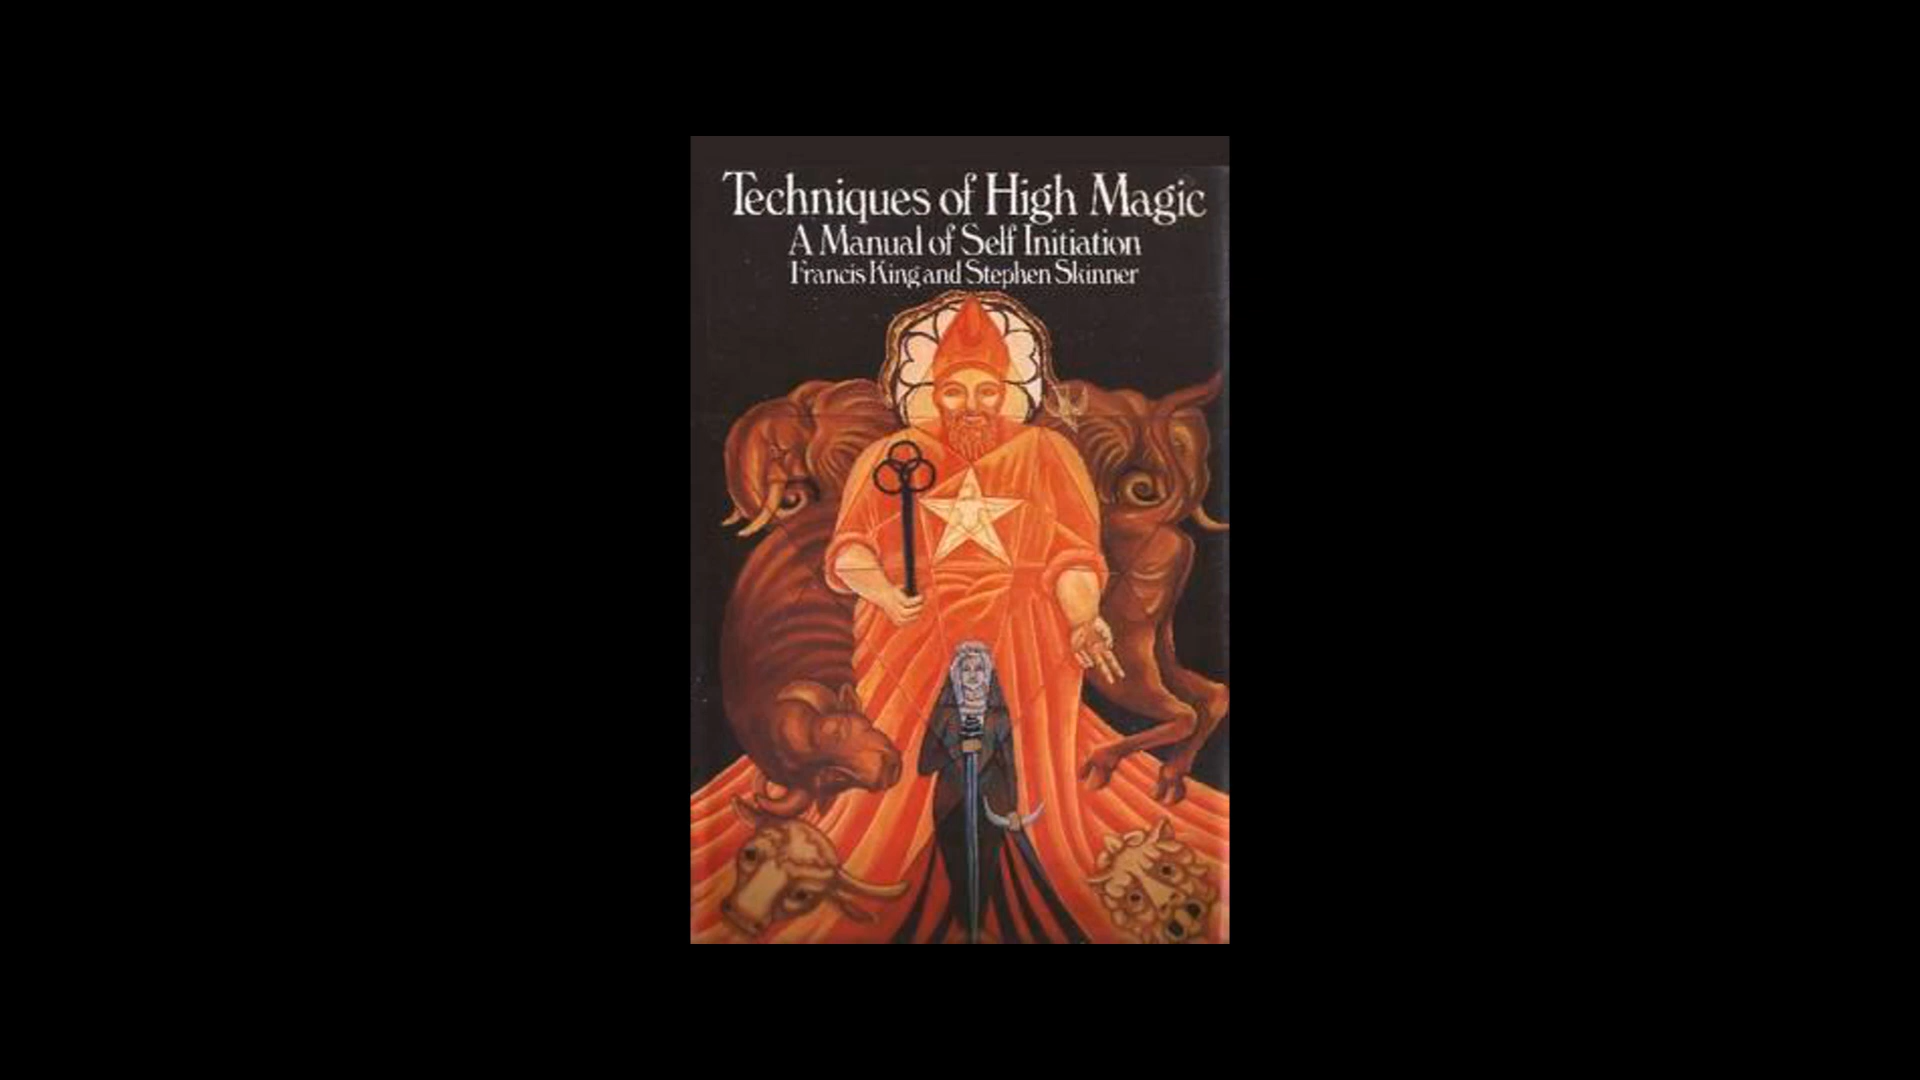 Techniques of High Magic
A Manual of Self Initiation
Francis King and Stephen Skinner